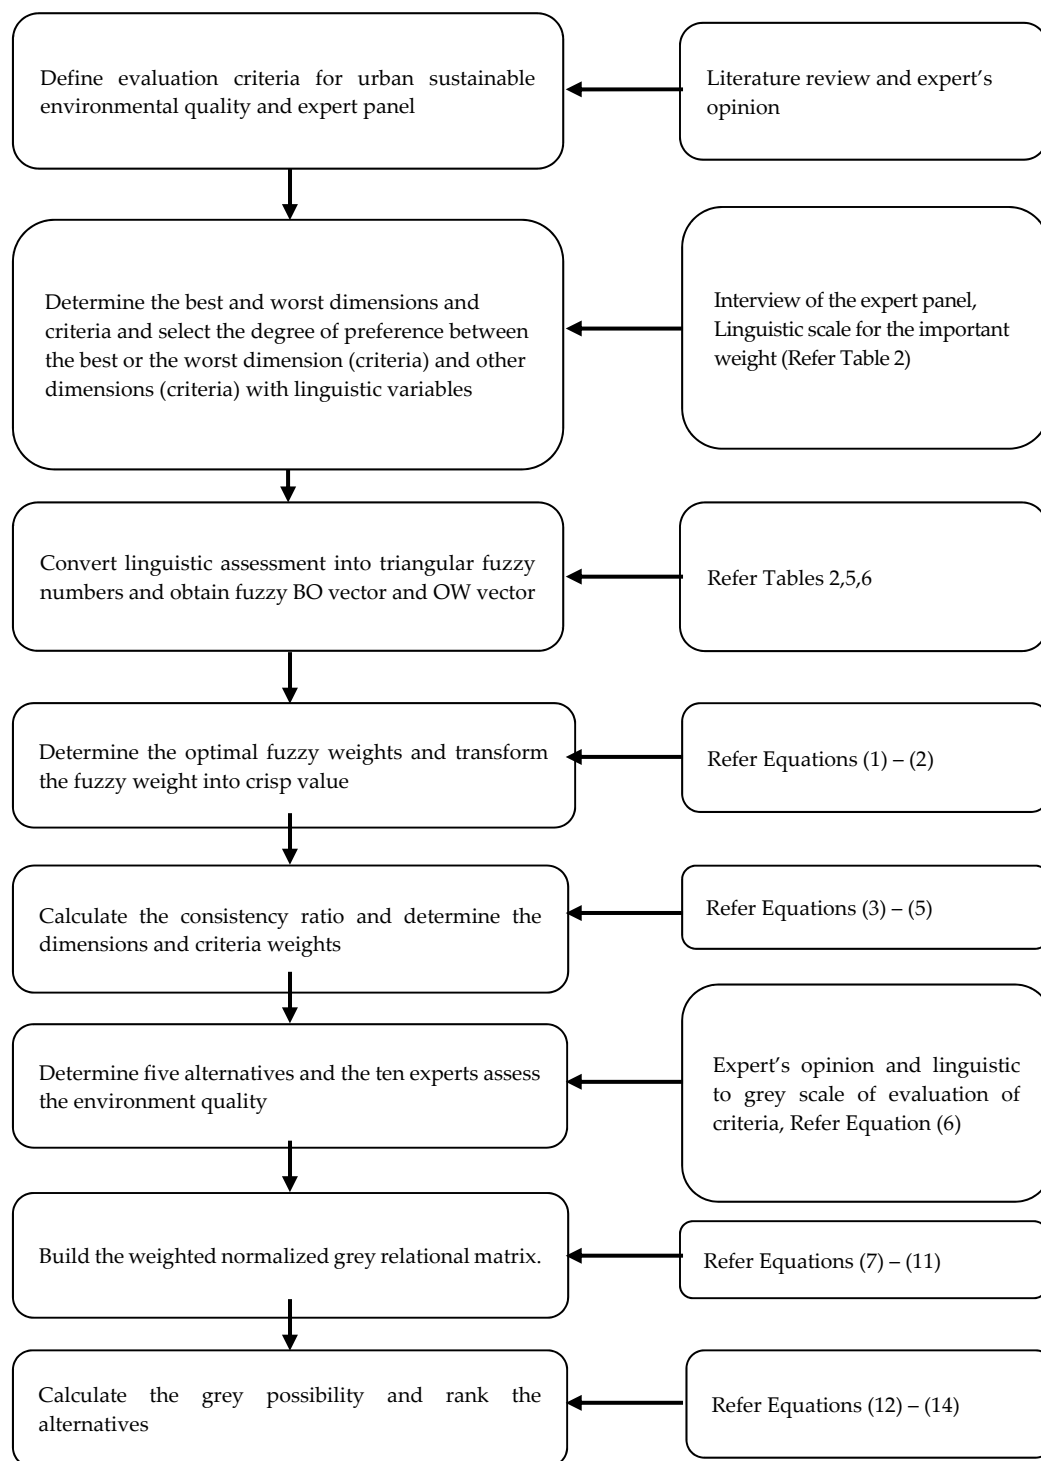 Define evaluation criteria for urban sustainable
environmental quality and expert panel
Literature review and expert's
opinion
Determine the best and worst dimensions and
criteria and select the degree of preference between
the best or the worst dimension (criteria) and other
dimensions (criteria) with linguistic variables
Interview of the expert panel,
Linguistic scale for the important
weight (Refer Table 2)
Convert linguistic assessment into triangular fuzzy
numbers and obtain fuzzy BO vector and OW vector
Refer Tables 2,5,6
Determine the optimal fuzzy weights and transform
the fuzzy weight into crisp value
Refer Equations (1) – (2)
Calculate the consistency ratio and determine the
dimensions and criteria weights
Refer Equations (3) – (5)
Determine five alternatives and the ten experts assess
the environment quality
Expert's opinion and linguistic
to grey scale of evaluation of
criteria, Refer Equation (6)
Build the weighted normalized grey relational matrix.
Refer Equations (7) – (11)
Calculate the grey possibility and rank the
alternatives
Refer Equations (12) – (14)